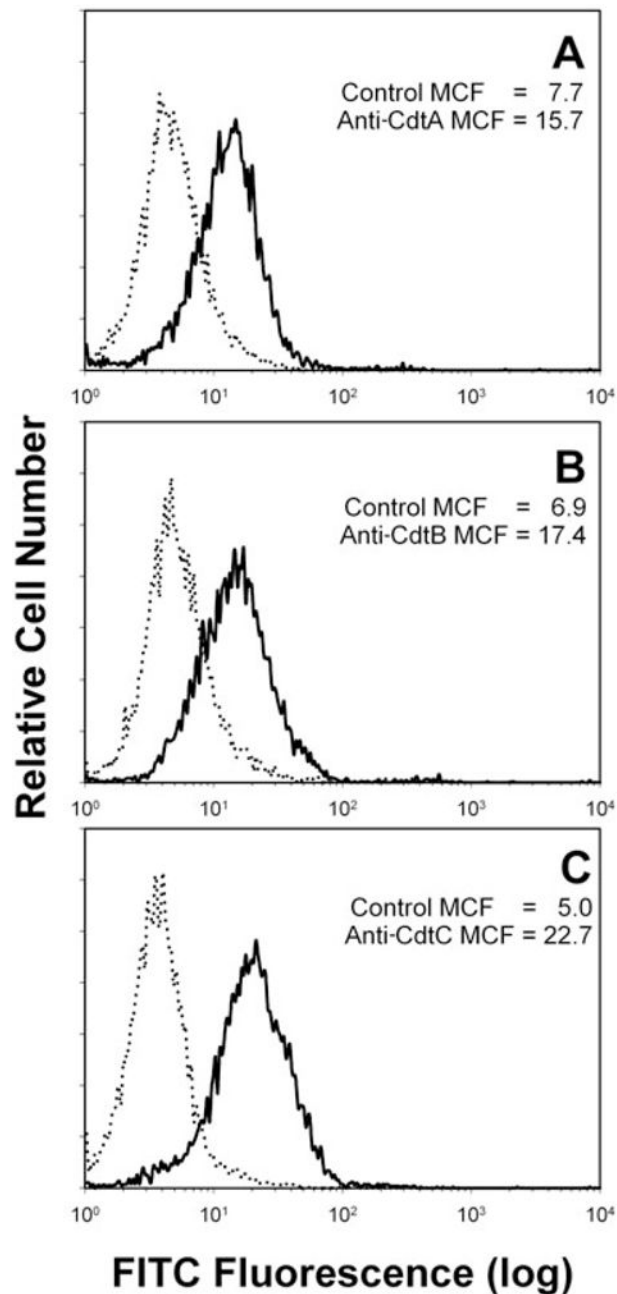 A
Control MCF = 7.7
Anti-CdtA MCF = 15.7
10⁰ 10¹ 10² 10³ 10⁴
B
Control MCF = 6.9
Anti-CdtB MCF = 17.4
10⁰ 10¹ 10² 10³ 10⁴
C
Control MCF = 5.0
Anti-CdtC MCF = 22.7
10⁰ 10¹ 10² 10³ 10⁴
Relative Cell Number
FITC Fluorescence (log)